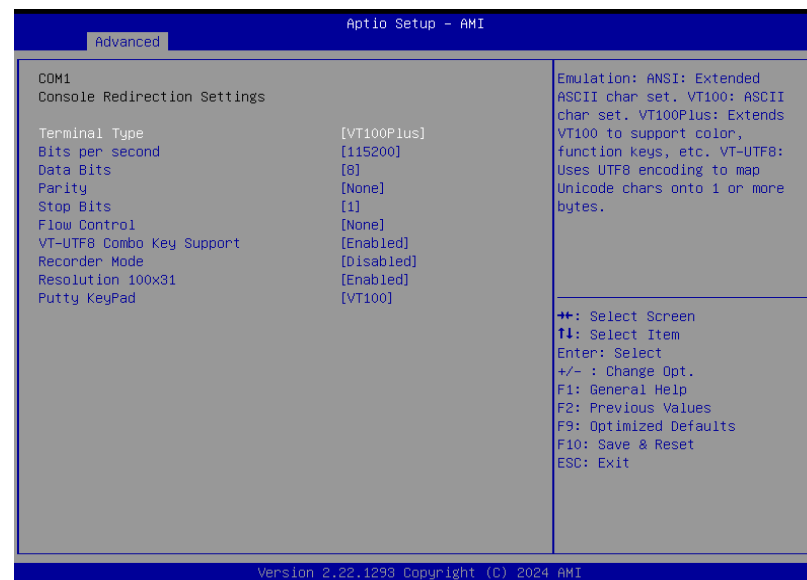 Aptio Setup - AMI
Advanced
COM1
Console Redirection Settings
Terminal Type [VT100Plus]
Bits per second [115200]
Data Bits [8]
Parity [None]
Stop Bits [1]
Flow Control [None]
VT-UTF8 Combo Key Support [Enabled]
Recorder Mode [Disabled]
Resolution 100x31 [Enabled]
Putty KeyPad [VT100]
Emulation: ANSI: Extended
ASCII char set. VT100: ASCII
char set. VT100Plus: Extends
VT100 to support color,
function keys, etc. VT-UTF8:
Uses UTF8 encoding to map
Unicode chars onto 1 or more
bytes.
→←: Select Screen
↑↓: Select Item
Enter: Select
+/- : Change Opt.
F1: General Help
F2: Previous Values
F9: Optimized Defaults
F10: Save & Reset
ESC: Exit
Version 2.22.1293 Copyright (C) 2024 AMI